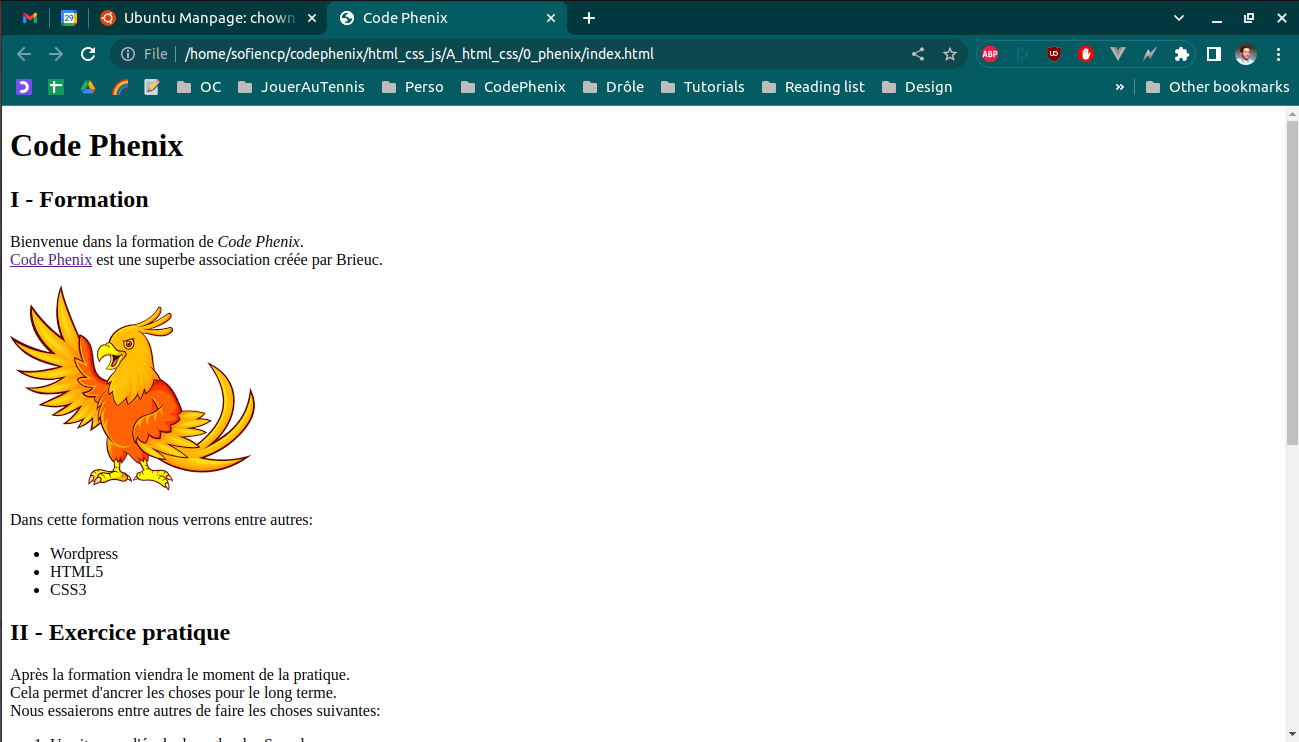 Ubuntu Manpage: chown
Code Phenix
File
/home/sofiencp/codephenix/html_css_js/A_html_css/0_phenix/index.html
ABP
UD
OC
JouerAuTennis
Perso
CodePhenix
Drôle
Tutorials
Reading list
Design
»
Other bookmarks
Code Phenix
I - Formation
Bienvenue dans la formation de Code Phenix.
Code Phenix est une superbe association créée par Brieuc.
Dans cette formation nous verrons entre autres:
• Wordpress
• HTML5
• CSS3
II - Exercice pratique
Après la formation viendra le moment de la pratique.
Cela permet d'ancrer les choses pour le long terme.
Nous essaierons entre autres de faire les choses suivantes: